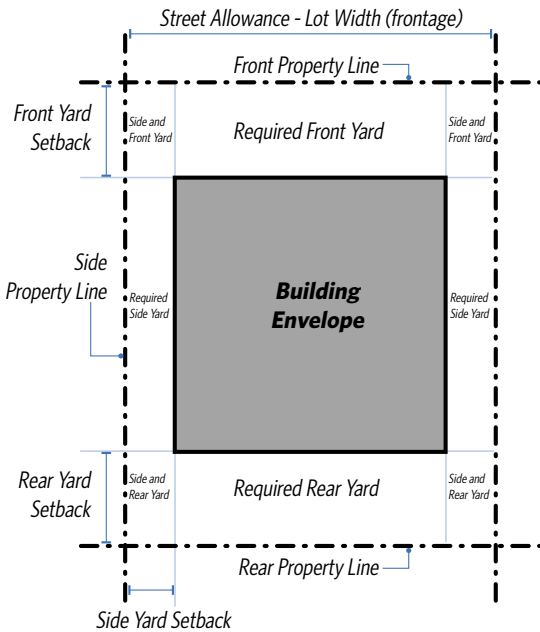 Street Allowance - Lot Width (frontage)
Front Property Line
Front Yard
Setback
Side and
Front Yard
Required Front Yard
Side and
Front Yard
Side
Property Line
Required
Side Yard
Building
Envelope
Required
Side Yard
Rear Yard
Setback
Side and
Rear Yard
Required Rear Yard
Side and
Rear Yard
Rear Property Line
Side Yard Setback